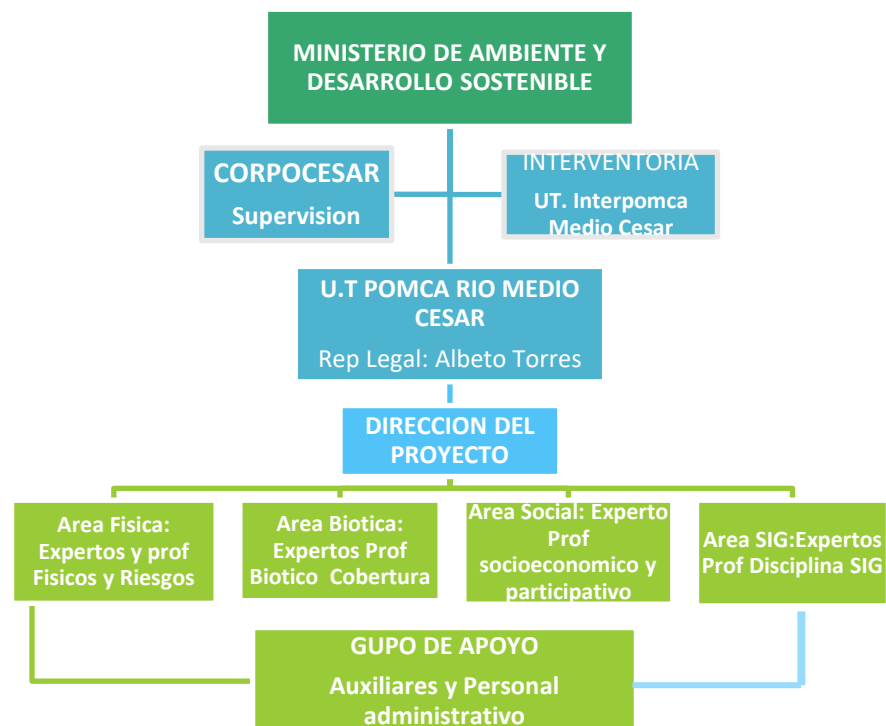 MINISTERIO DE AMBIENTE Y
DESARROLLO SOSTENIBLE
CORPOCESAR
Supervision
INTERVENTORIA
UT. Interpomca
Medio Cesar
U.T POMCA RIO MEDIO
CESAR
Rep Legal: Albeto Torres
DIRECCION DEL
PROYECTO
Area Fisica:
Expertos y prof
Fisicos y Riesgos
Area Biotica:
Expertos Prof
Biotico Cobertura
Area Social: Experto
Prof
socioeconomico y
participativo
Area SIG:Expertos
Prof Disciplina SIG
GUPO DE APOYO
Auxiliares y Personal
administrativo